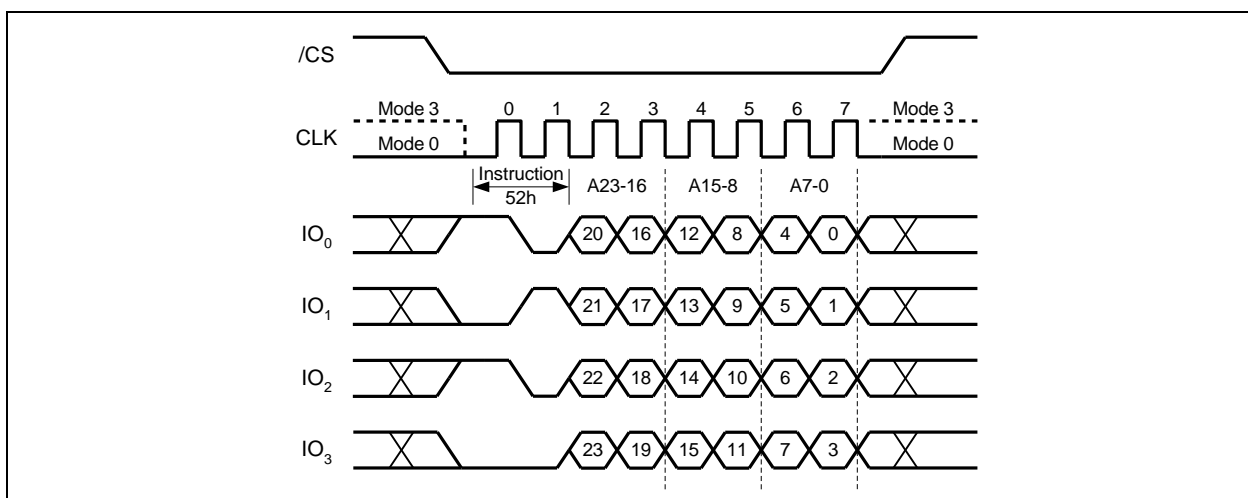 /CS
Mode 3 0 1 2 3 4 5 6 7 Mode 3
CLK
Mode 0 Mode 0
Instruction
52h
A23-16 A15-8 A7-0
IO0 20 16 12 8 4 0
IO1 21 17 13 9 5 1
IO2 22 18 14 10 6 2
IO3 23 19 15 11 7 3